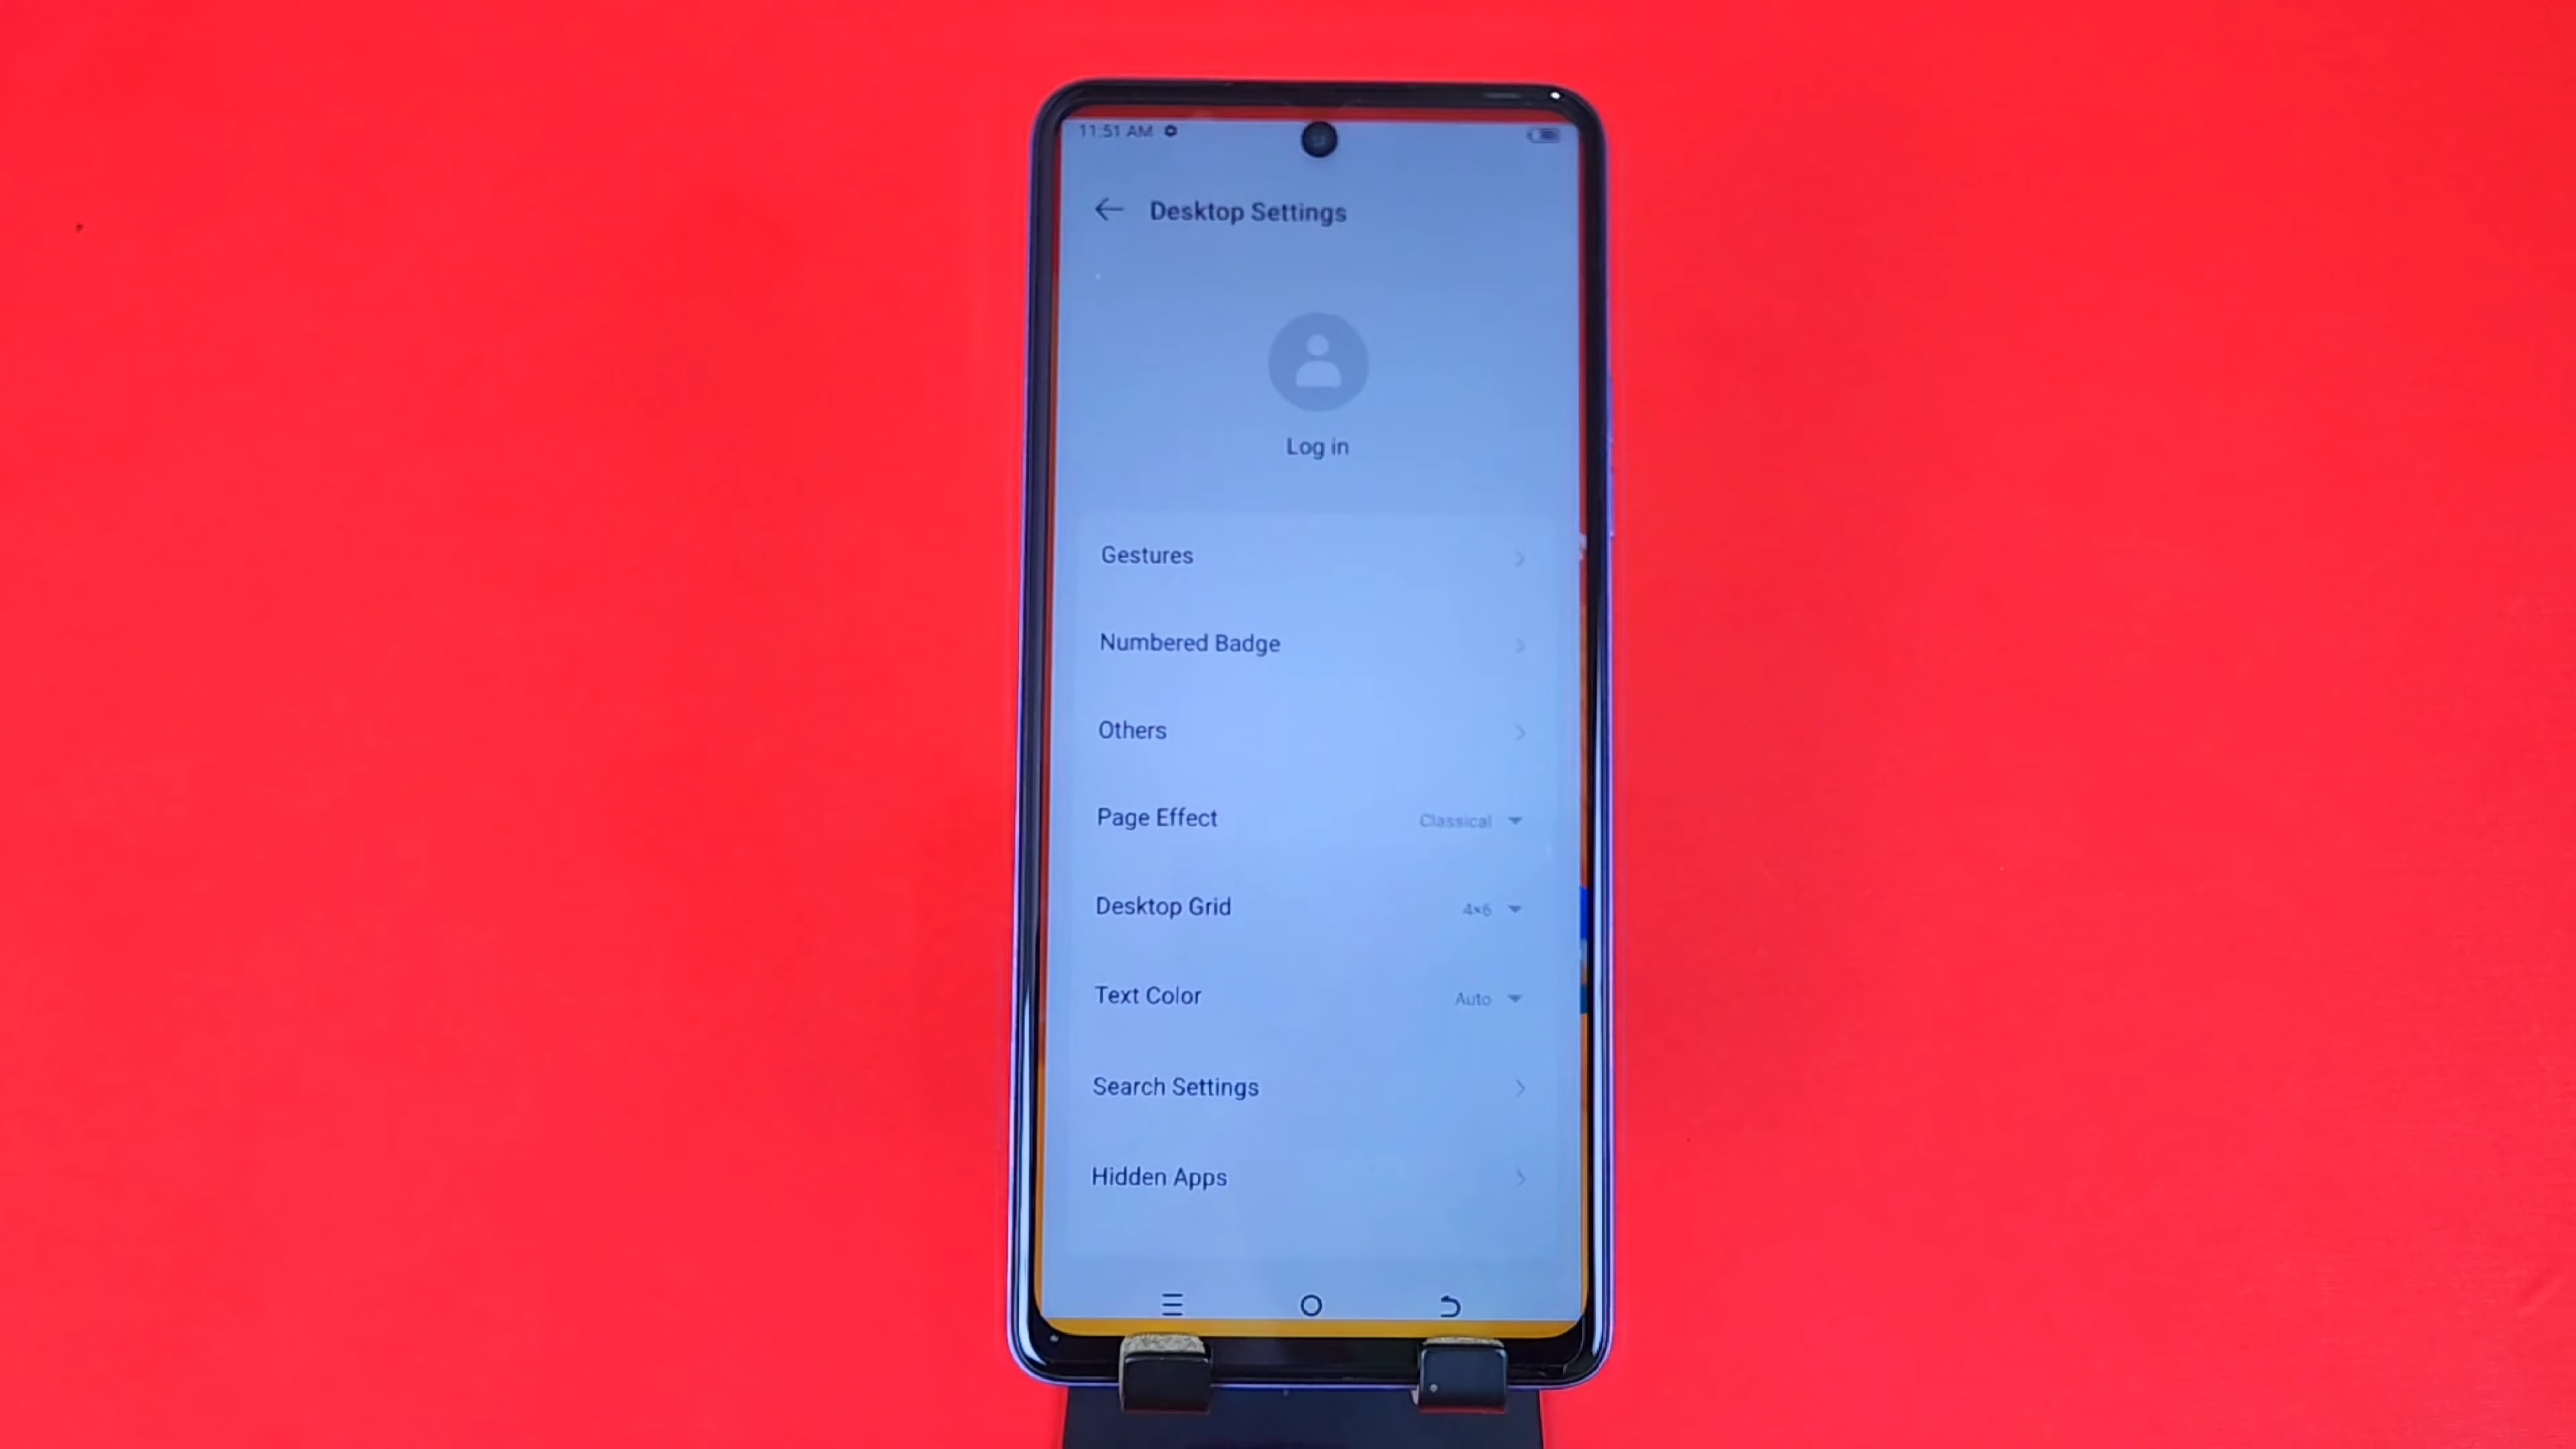 11:51 AM
Desktop Settings
Log in
Gestures
Numbered Badge
Others
Page Effect Classical
Desktop Grid 4×6
Text Color Auto
Search Settings
Hidden Apps